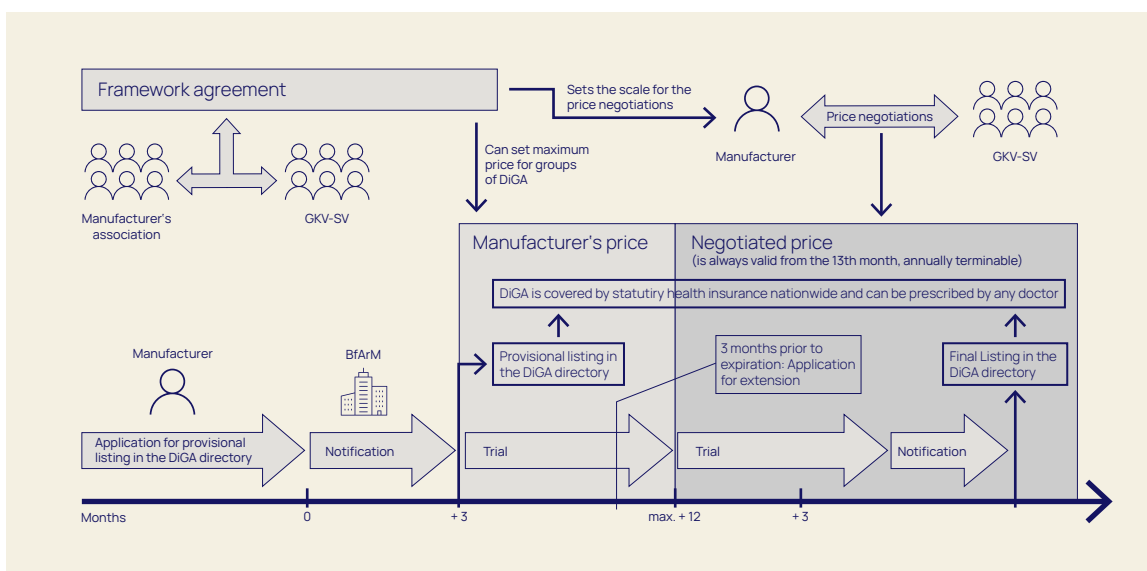 Framework agreement
Sets the scale for the
price negotiations
Price negotiations
Manufacturer
GKV-SV
Can set maximum
price for groups
of DiGA
Manufacturer's
association
GKV-SV
Manufacturer's price
Negotiated price
(is always valid from the 13th month, annually terminable)
DiGA is covered by statutiry health insurance nationwide and can be prescribed by any doctor
Manufacturer
BfArM
Provisional listing in
the DiGA directory
3 months prior to
expiration: Application
for extension
Final Listing in the
DiGA directory
Application for provisional
listing in the DiGA directory
Notification
Trial
Trial
Notification
Months
0
+ 3
max. + 12
+ 3